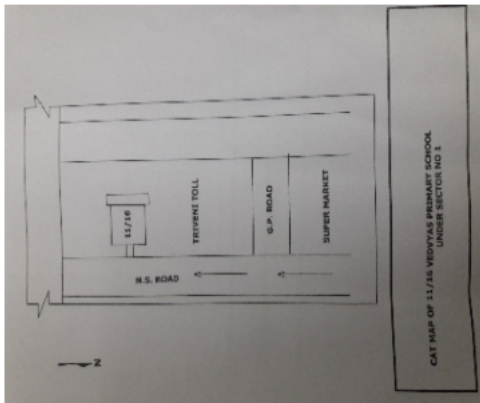 CAT MAP OF 11/16 VEDVYAS PRIMARY SCHOOL
UNDER SECTOR NO 1
11/16
TRIVENI TOLL
G.P. ROAD
SUPER MARKET
N.S. ROAD
N